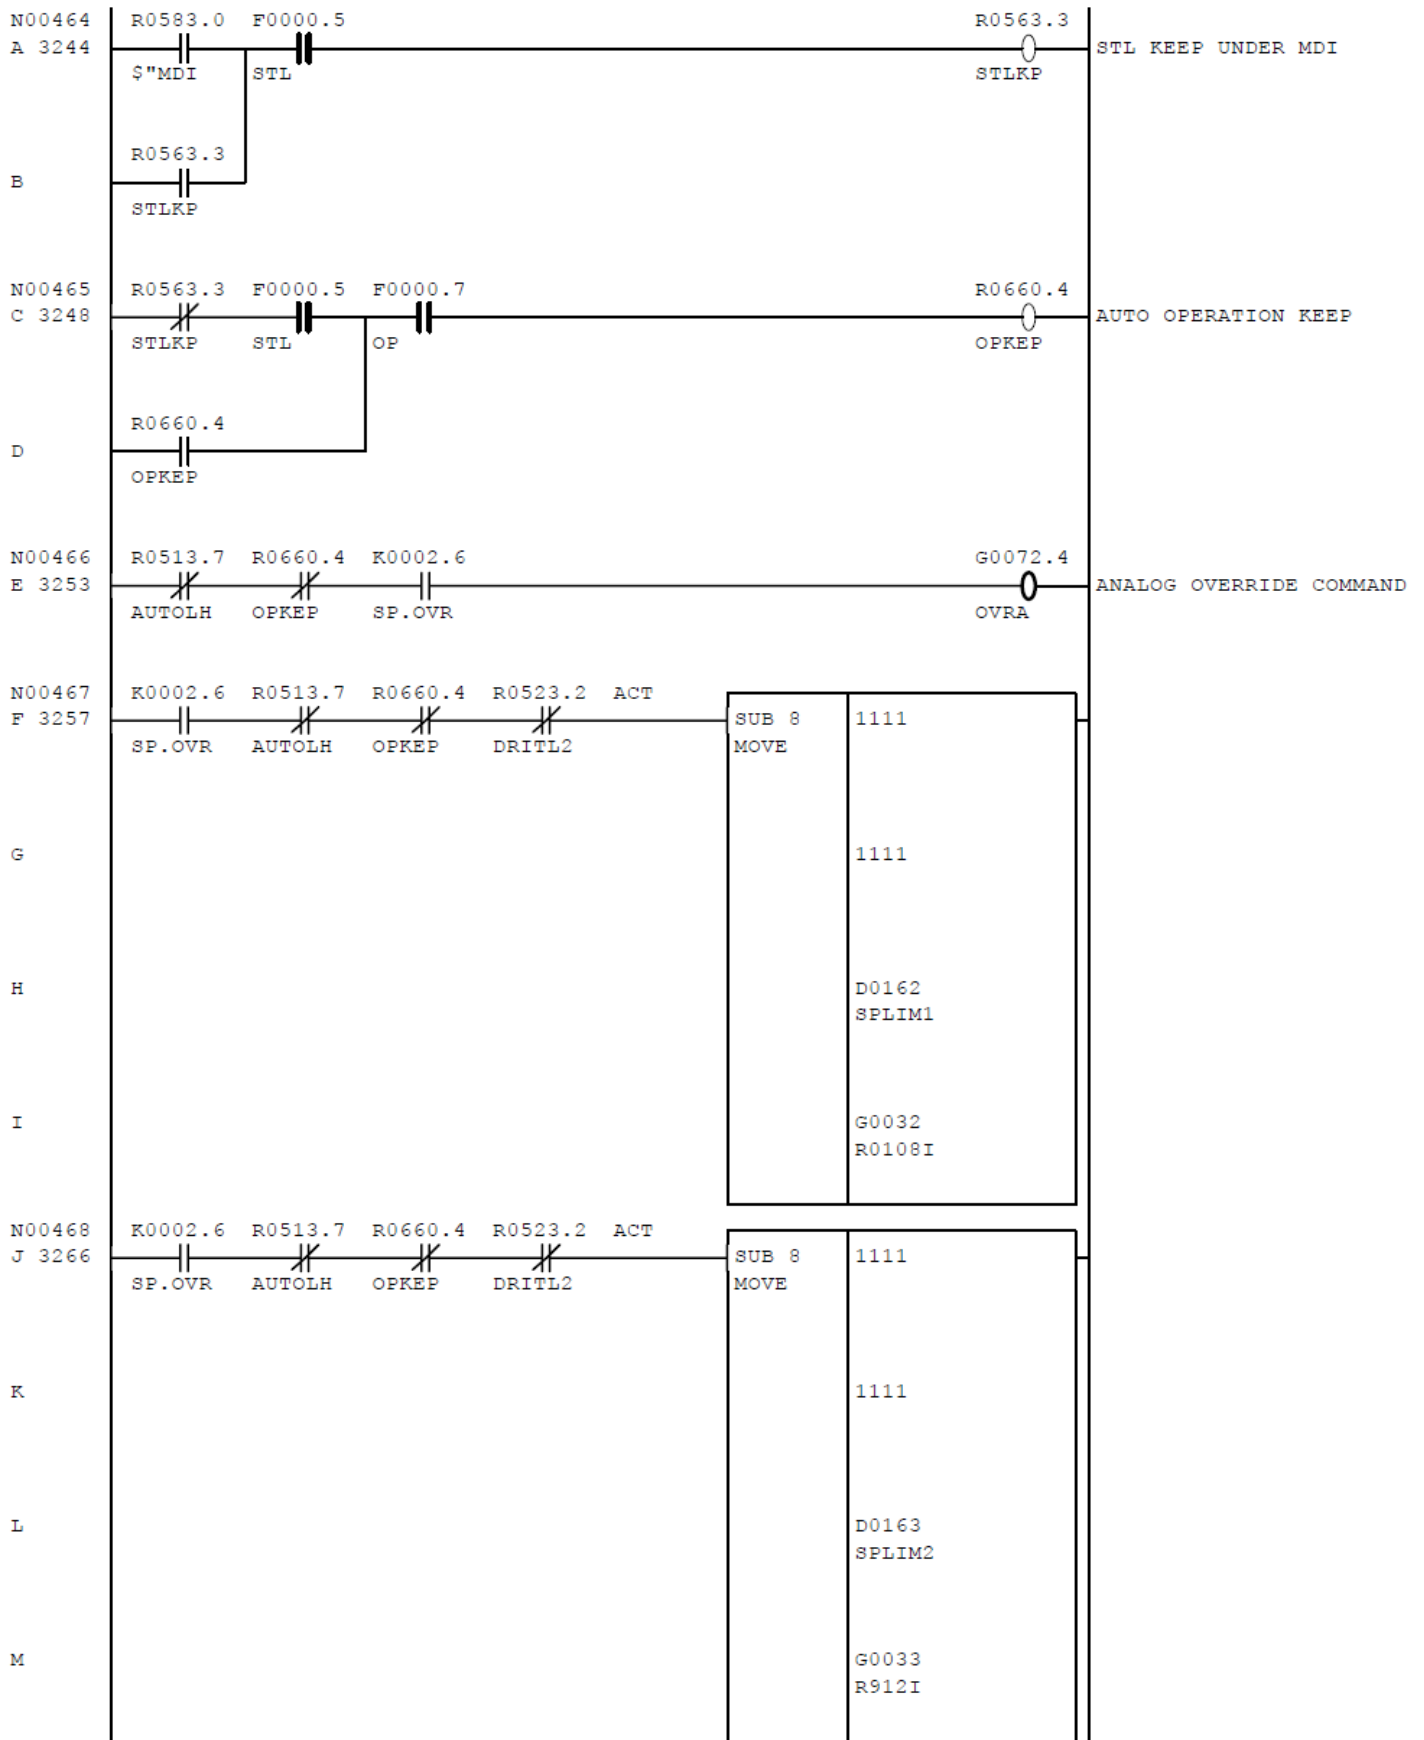 N00464 R0583.0 F0000.5 R0563.3
A 3244 STL KEEP UNDER MDI
$"MDI STL STLKP
R0563.3
B
STLKP
N00465 R0563.3 F0000.5 F0000.7 R0660.4
C 3248 AUTO OPERATION KEEP
STLKP STL OP OPKEP
R0660.4
D
OPKEP
N00466 R0513.7 R0660.4 K0002.6 G0072.4
E 3253 ANALOG OVERRIDE COMMAND
AUTOLH OPKEP SP.OVR OVRA
N00467 K0002.6 R0513.7 R0660.4 R0523.2 ACT
F 3257 SUB 8 1111
SP.OVR AUTOLH OPKEP DRITL2 MOVE
G 1111
H D0162
SPLIM1
I G0032
R0108I
N00468 K0002.6 R0513.7 R0660.4 R0523.2 ACT
J 3266 SUB 8 1111
SP.OVR AUTOLH OPKEP DRITL2 MOVE
K 1111
L D0163
SPLIM2
M G0033
R912I